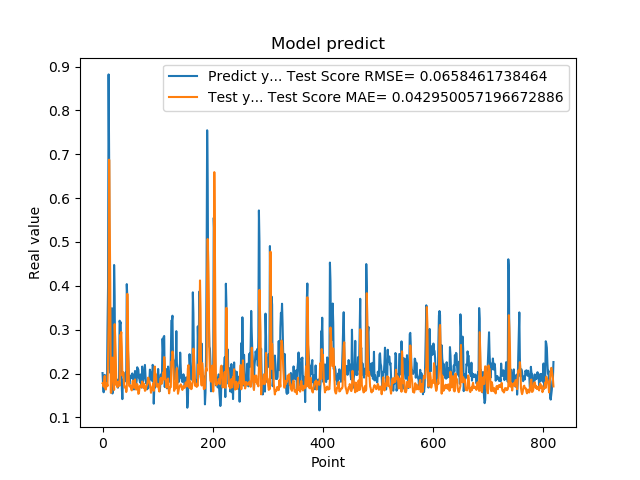 Model predict
Predict y... Test Score RMSE= 0.0658461738464
Test y... Test Score MAE= 0.042950057196672886
0.9
0.8
0.7
0.6
0.5
0.4
0.3
0.2
0.1
Real value
0 200 400 600 800
Point